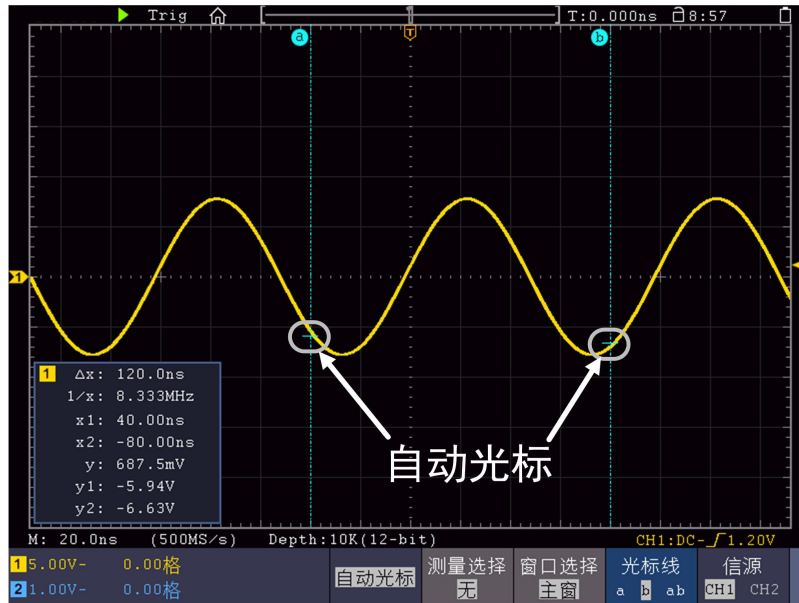 Trig T:0.000ns 8:57
a b
T
1
1 Δx: 120.0ns
1/x: 8.333MHz
x1: 40.00ns
x2: -80.00ns
y: 687.5mV
y1: -5.94V
y2: -6.63V
自动光标
M: 20.0ns (500MS/s) Depth:10K(12-bit) CH1:DC- 1.20V
1 5.00V- 0.00格
2 1.00V- 0.00格
自动光标
测量选择
无
窗口选择
主窗
光标线
a b ab
信源
CH1 CH2